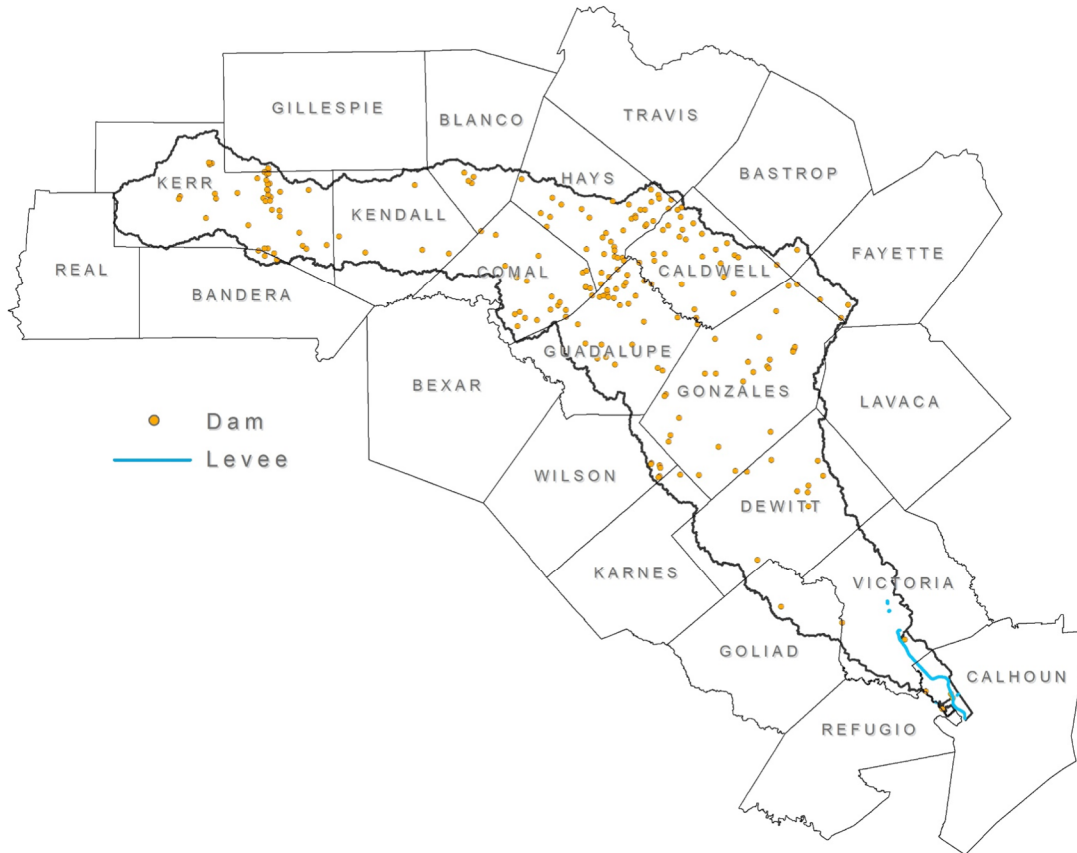 GILLESPIE
BLANCO
TRAVIS
BASTROP
KERR
HAYS
KENDALL
FAYETTE
REAL
BANDERA
COMAL
CALDWELL
GUADALUPE
BEXAR
GONZALES
LAVACA
Dam
Levee
WILSON
DEWITT
KARNES
VICTORIA
GOLIAD
CALHOUN
REFUGIO